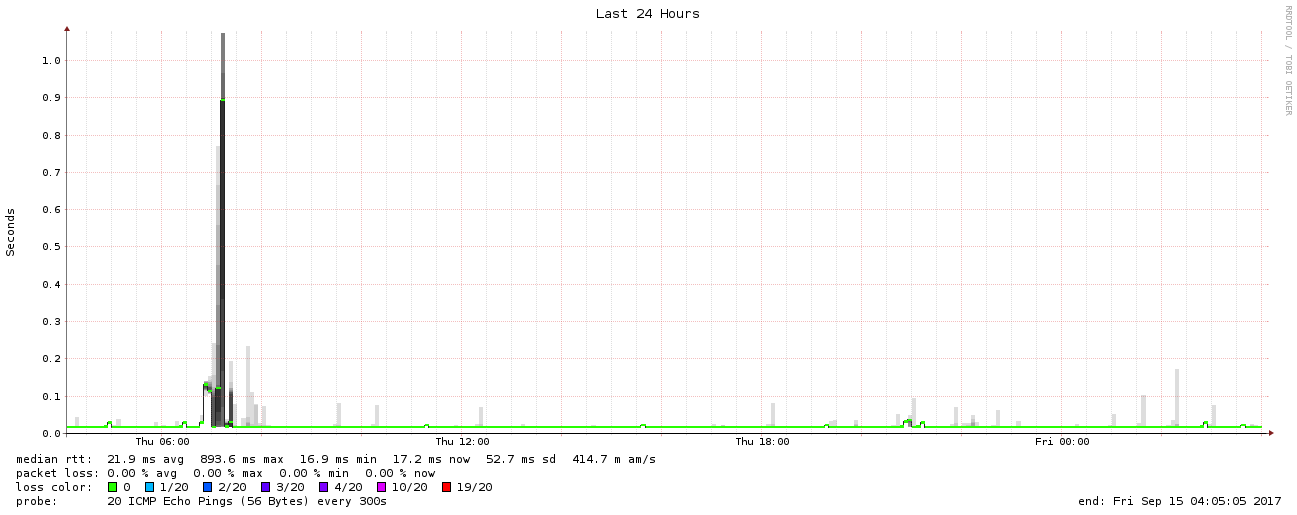 Last 24 Hours
RRDTOOL / TOBI OETIKER
Seconds
1.0
0.9
0.8
0.7
0.6
0.5
0.4
0.3
0.2
0.1
0.0
Thu 06:00 Thu 12:00 Thu 18:00 Fri 00:00
median rtt: 21.9 ms avg 893.6 ms max 16.9 ms min 17.2 ms now 52.7 ms sd 414.7 m am/s
packet loss: 0.00 % avg 0.00 % max 0.00 % min 0.00 % now
loss color: 0 1/20 2/20 3/20 4/20 10/20 19/20
probe: 20 ICMP Echo Pings (56 Bytes) every 300s end: Fri Sep 15 04:05:05 2017